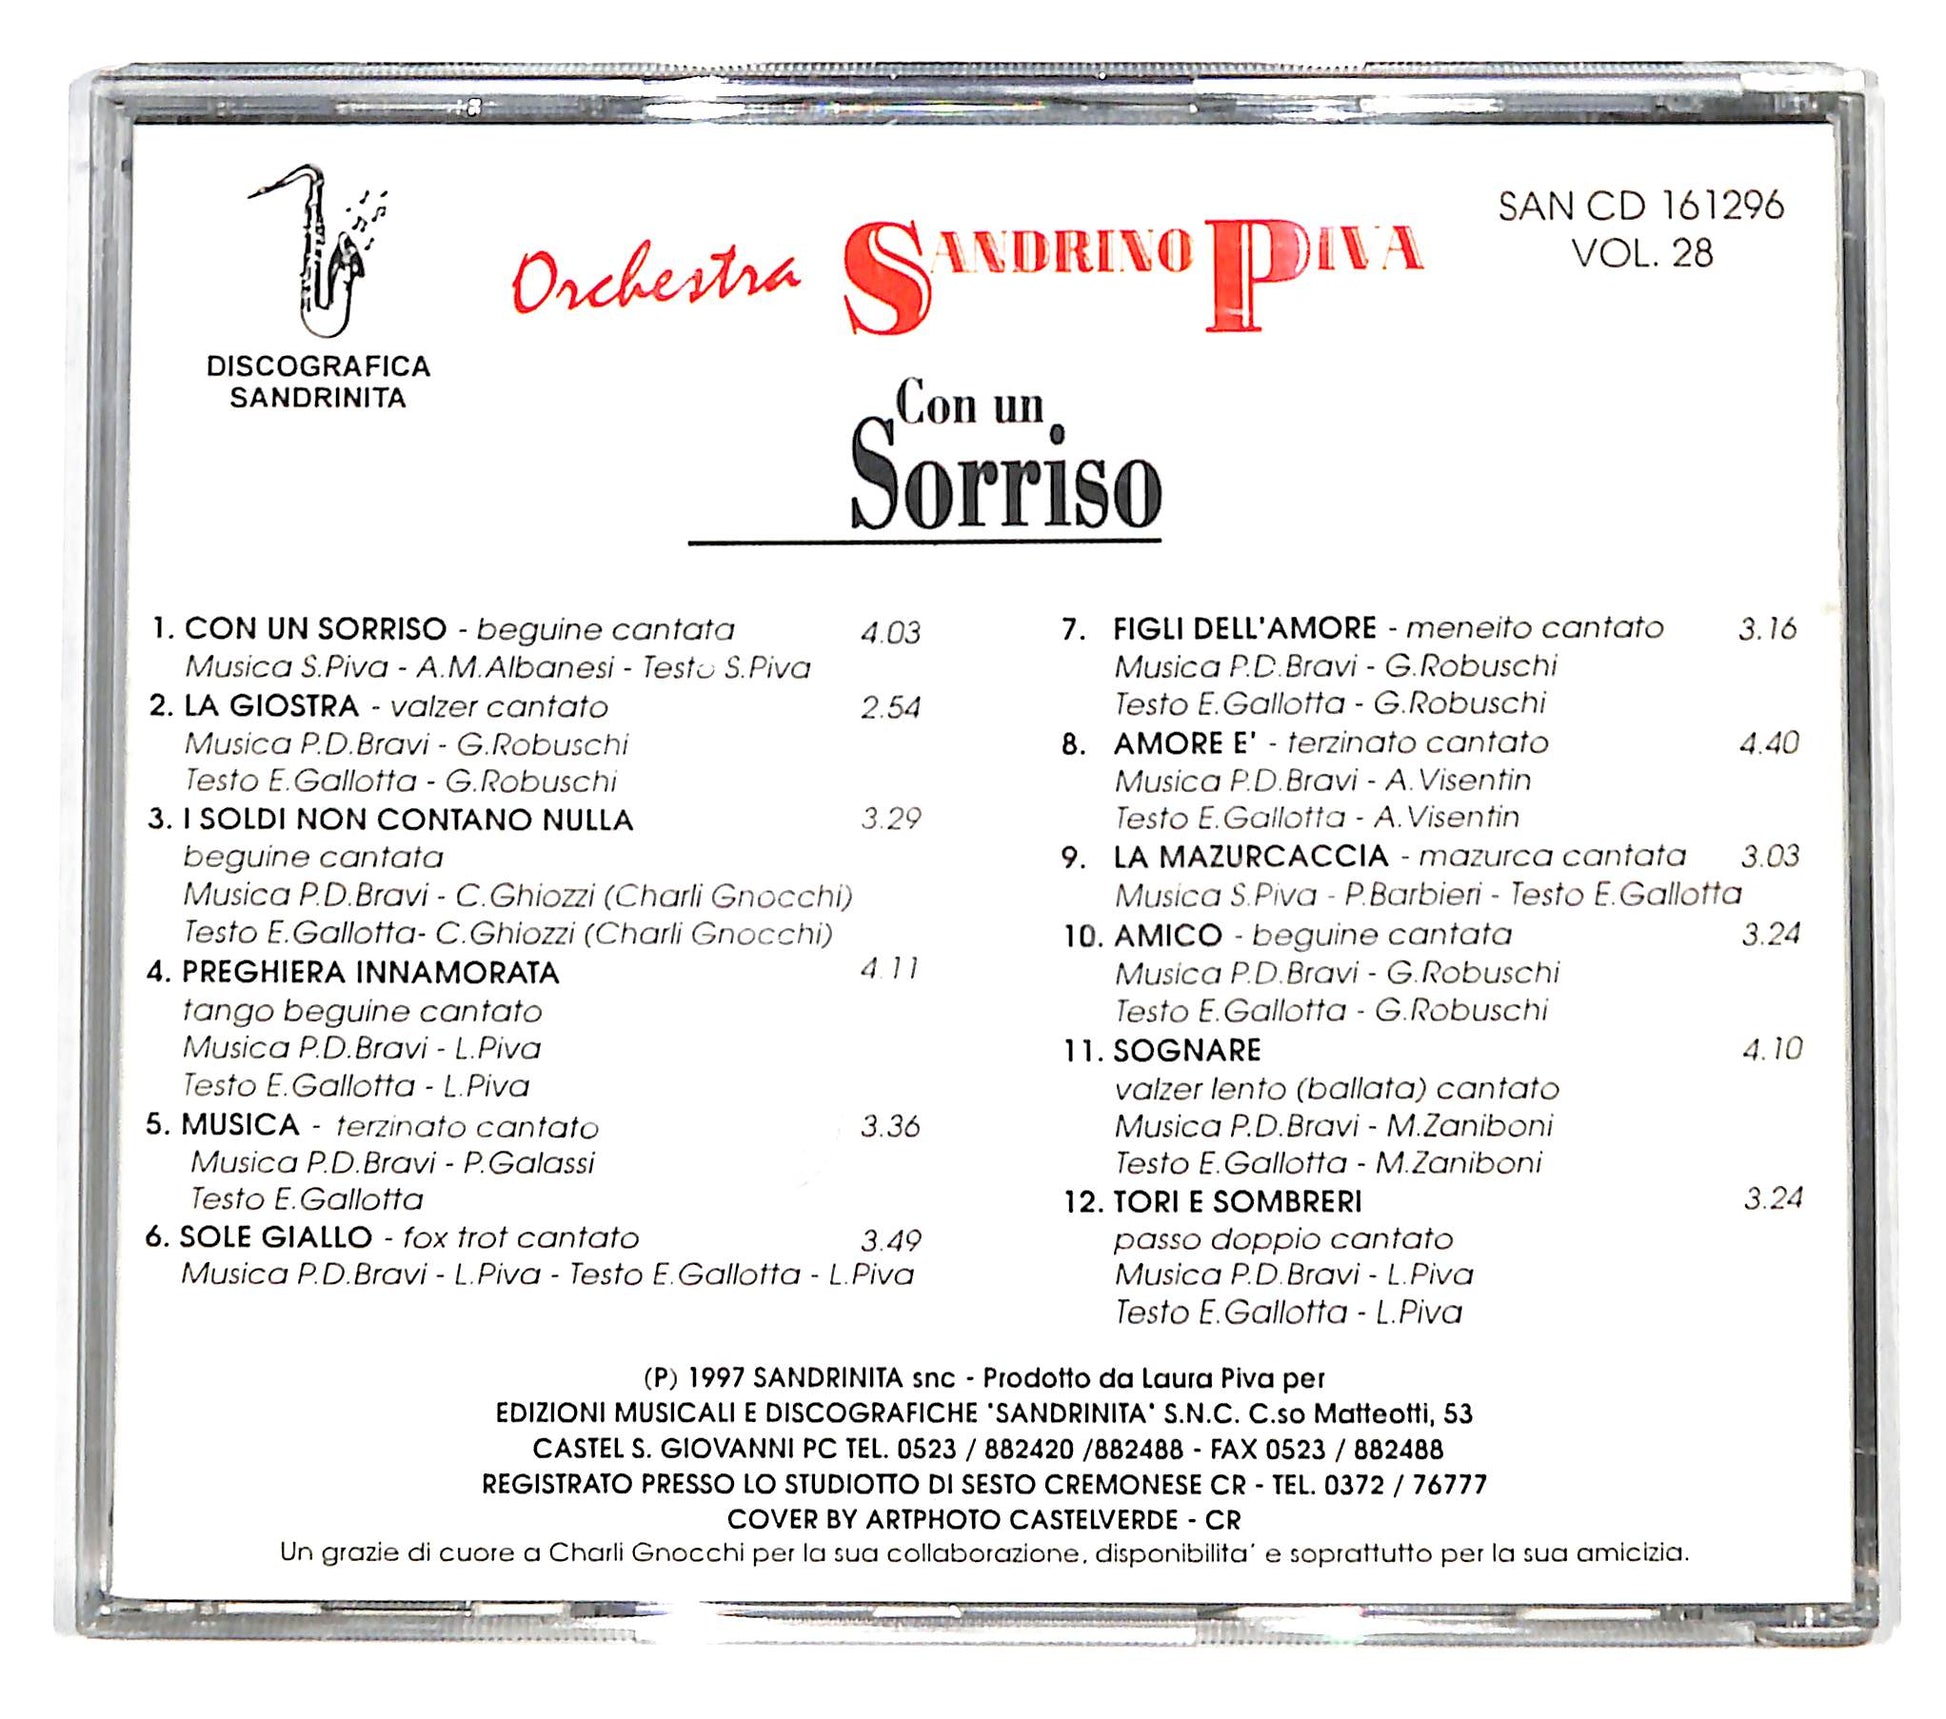 DISCOGRAFICA
SANDRINITA
Orchestra SANDRINO PIVA
SAN CD 161296
VOL. 28
Con un
Sorriso
1. CON UN SORRISO - beguine cantata 4.03
Musica S.Piva - A.M.Albanesi - Testo S.Piva
2. LA GIOSTRA - valzer cantato 2.54
Musica P.D.Bravi - G.Robuschi
Testo E.Gallotta - G.Robuschi
3. I SOLDI NON CONTANO NULLA 3.29
beguine cantata
Musica P.D.Bravi - C.Ghiozzi (Charli Gnocchi)
Testo E.Gallotta- C.Ghiozzi (Charli Gnocchi)
4. PREGHIERA INNAMORATA 4.11
tango beguine cantato
Musica P.D.Bravi - L.Piva
Testo E.Gallotta - L.Piva
5. MUSICA - terzinato cantato 3.36
Musica P.D.Bravi - P.Galassi
Testo E.Gallotta
6. SOLE GIALLO - fox trot cantato 3.49
Musica P.D.Bravi - L.Piva - Testo E.Gallotta - L.Piva
7. FIGLI DELL'AMORE - meneito cantato 3.16
Musica P.D.Bravi - G.Robuschi
Testo E.Gallotta - G.Robuschi
8. AMORE E' - terzinato cantato 4.40
Musica P.D.Bravi - A.Visentin
Testo E.Gallotta - A.Visentin
9. LA MAZURCACCIA - mazurca cantata 3.03
Musica S.Piva - P.Barbieri - Testo E.Gallotta
10. AMICO - beguine cantata 3.24
Musica P.D.Bravi - G.Robuschi
Testo E.Gallotta - G.Robuschi
11. SOGNARE 4.10
valzer lento (ballata) cantato
Musica P.D.Bravi - M.Zaniboni
Testo E.Gallotta - M.Zaniboni
12. TORI E SOMBRERI 3.24
passo doppio cantato
Musica P.D.Bravi - L.Piva
Testo E.Gallotta - L.Piva
(P) 1997 SANDRINITA snc - Prodotto da Laura Piva per
EDIZIONI MUSICALI E DISCOGRAFICHE "SANDRINITA" S.N.C. C.so Matteotti, 53
CASTEL S. GIOVANNI PC TEL. 0523 / 882420 /882488 - FAX 0523 / 882488
REGISTRATO PRESSO LO STUDIOTTO DI SESTO CREMONESE CR - TEL. 0372 / 76777
COVER BY ARTPHOTO CASTELVERDE - CR
Un grazie di cuore a Charli Gnocchi per la sua collaborazione, disponibilita' e soprattutto per la sua amicizia.